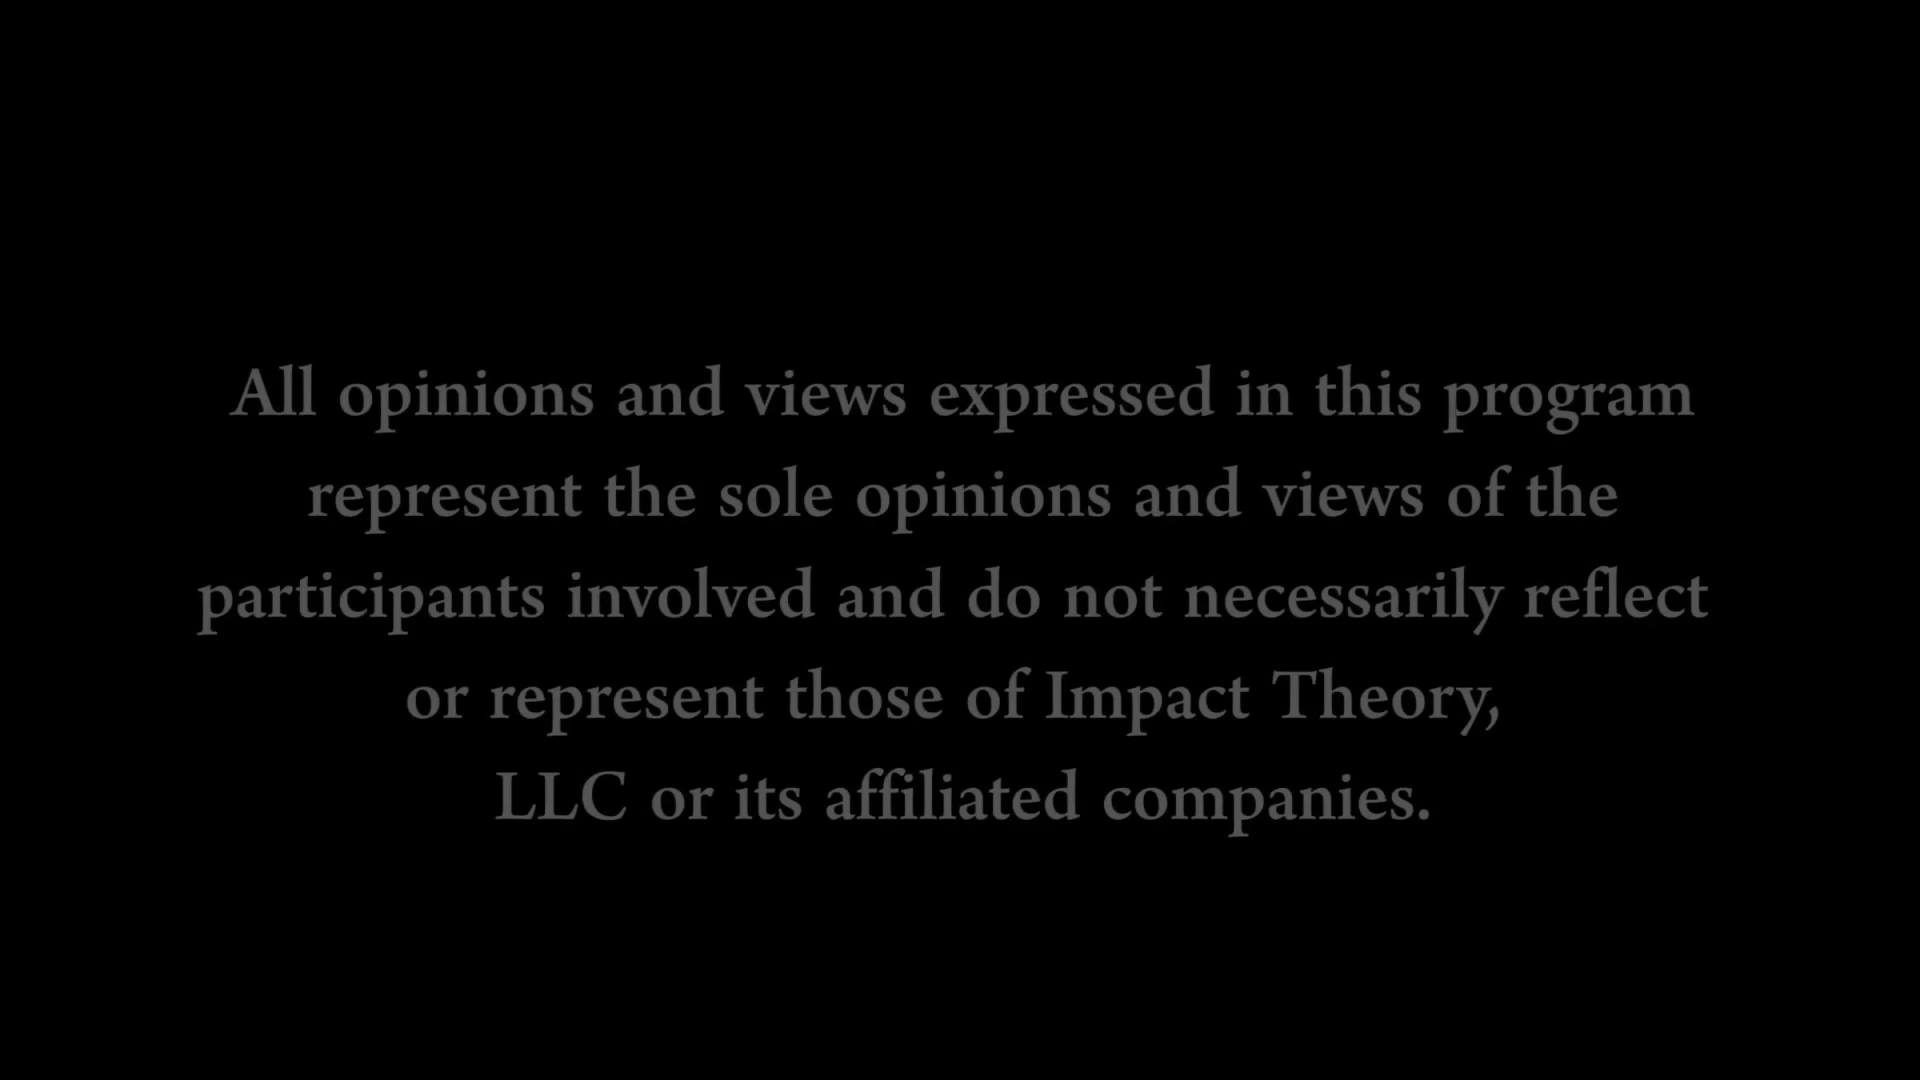 All opinions and views expressed in this program
represent the sole opinions and views of the
participants involved and do not necessarily reflect
or represent those of Impact Theory,
LLC or its affiliated companies.